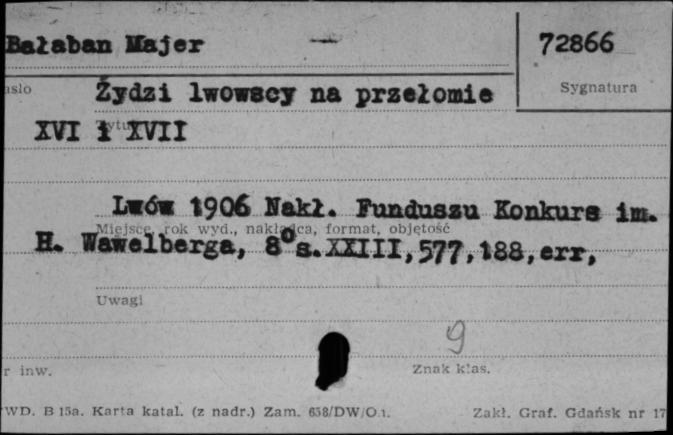 Bałaban Majer — 72866
Sygnatura
Żydzi lwowscy na przełomie
XVI i XVII
Lwów 1906 Nakł. Funduszu Konkurs im.
Miejsce, rok wyd., nakładca, format, objętość
H. Wawelberga, 8° s.XXIII,577,188,err,
Uwagi
9
r inw. Znak klas.
WD. B 15a. Karta katal. (z nadr.) Zam. 658/DW/O Zakł. Graf. Gdańsk nr 17